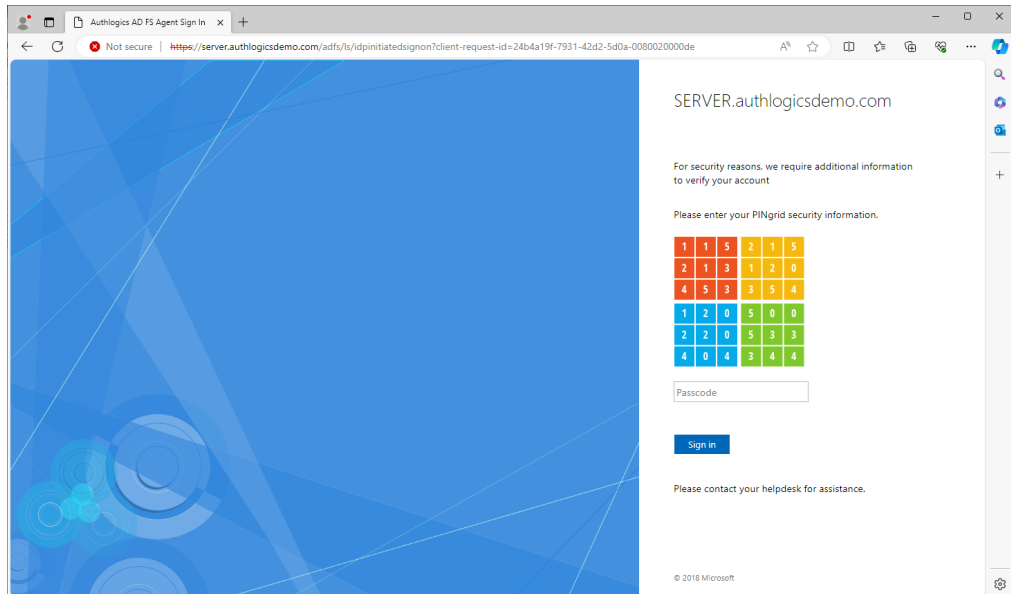 Authlogics AD FS Agent Sign In
Not secure
https://server.authlogicsdemo.com/adfs/ls/idpinitiatedsignon?client-request-id=24b4a19f-7931-42d2-5d0a-0080020000de
SERVER.authlogicsdemo.com
For security reasons, we require additional information
to verify your account
Please enter your PINgrid security information.
1 1 5 2 1 5
2 1 3 1 2 0
4 5 3 3 5 4
1 2 0 5 0 0
2 2 0 5 3 3
4 0 4 3 4 4
Passcode
Sign in
Please contact your helpdesk for assistance.
© 2018 Microsoft